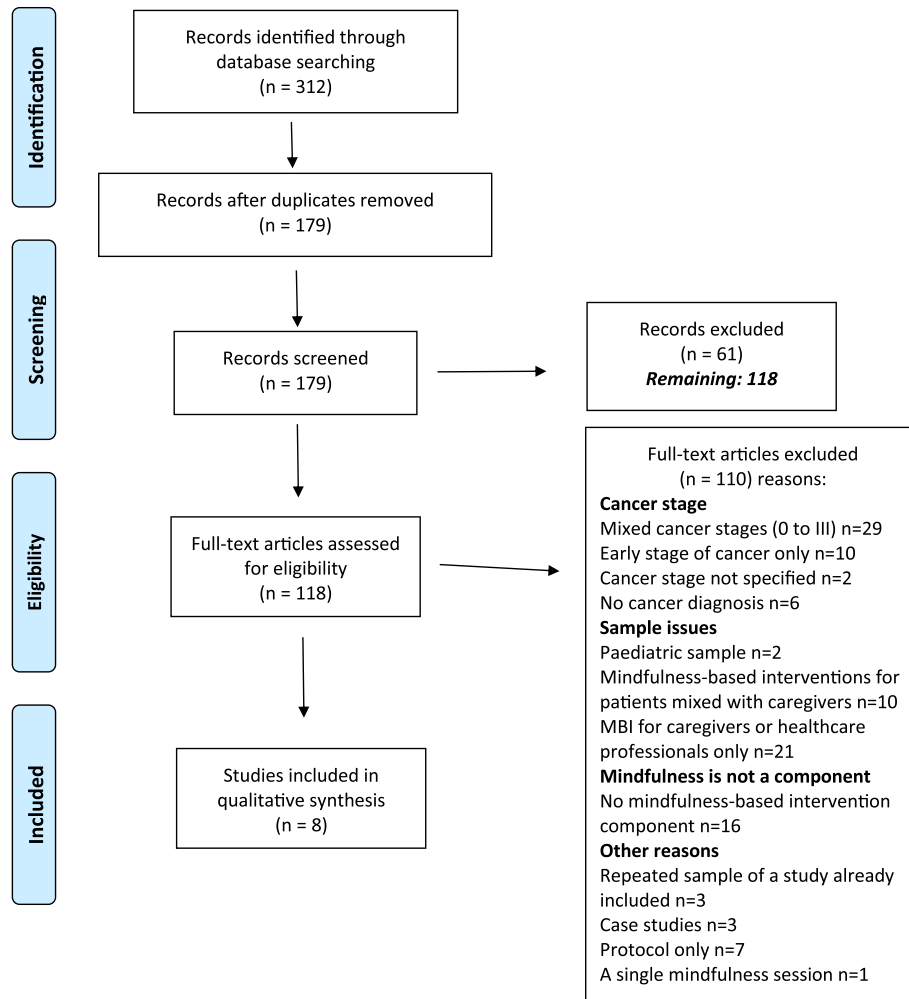 Identification
Records identified through
database searching
(n = 312)
Records after duplicates removed
(n = 179)
Screening
Records screened
(n = 179)
Records excluded
(n = 61)
Remaining: 118
Eligibility
Full-text articles assessed
for eligibility
(n = 118)
Full-text articles excluded
(n = 110) reasons:
Cancer stage
Mixed cancer stages (0 to III) n=29
Early stage of cancer only n=10
Cancer stage not specified n=2
No cancer diagnosis n=6
Sample issues
Paediatric sample n=2
Mindfulness-based interventions for
patients mixed with caregivers n=10
MBI for caregivers or healthcare
professionals only n=21
Mindfulness is not a component
No mindfulness-based intervention
component n=16
Other reasons
Repeated sample of a study already
included n=3
Case studies n=3
Protocol only n=7
A single mindfulness session n=1
Included
Studies included in
qualitative synthesis
(n = 8)